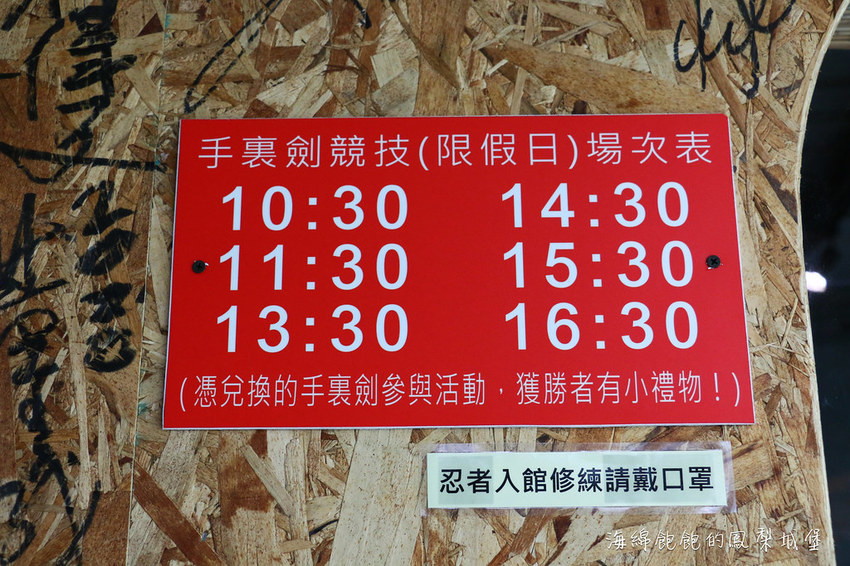 手裏劍競技(限假日)場次表
10:30 14:30
11:30 15:30
13:30 16:30
(憑兌換的手裏劍參與活動，獲勝者有小禮物！)
忍者入館修練請戴口罩
海綿飽飽的鳳梨城堡